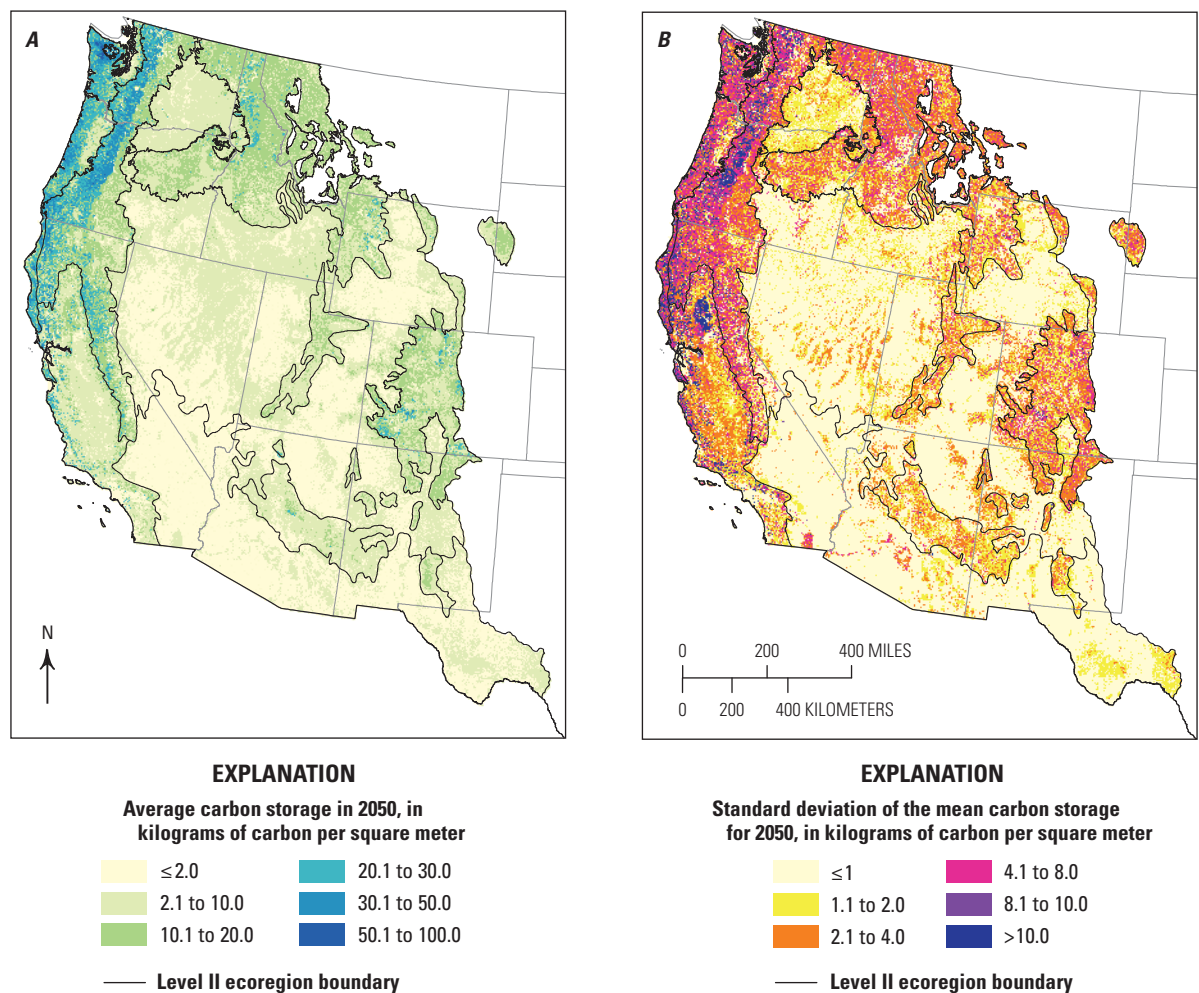 A
N
EXPLANATION
Average carbon storage in 2050, in
kilograms of carbon per square meter
≤2.0
2.1 to 10.0
10.1 to 20.0
20.1 to 30.0
30.1 to 50.0
50.1 to 100.0
Level II ecoregion boundary
B
0 200 400 MILES
0 200 400 KILOMETERS
EXPLANATION
Standard deviation of the mean carbon storage
for 2050, in kilograms of carbon per square meter
≤1
1.1 to 2.0
2.1 to 4.0
4.1 to 8.0
8.1 to 10.0
>10.0
Level II ecoregion boundary